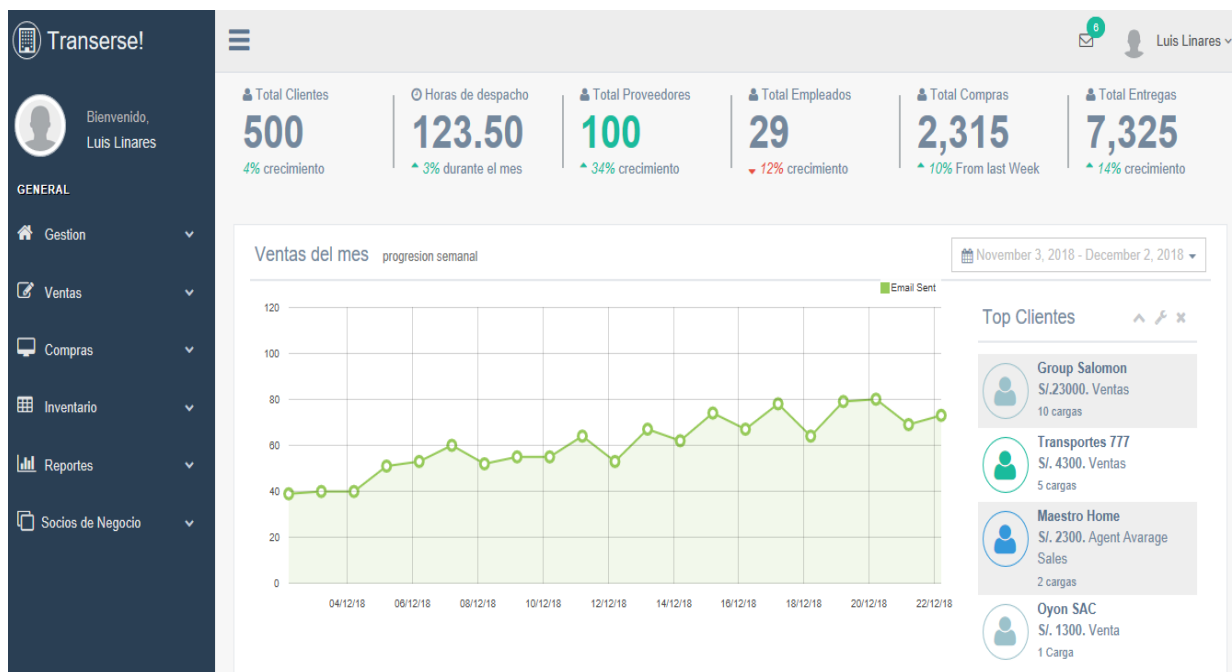 Transerse!
6
Luis Linares
Bienvenido,
Luis Linares
GENERAL
Gestion
Ventas
Compras
Inventario
Reportes
Socios de Negocio
Total Clientes
500
4% crecimiento
Horas de despacho
123.50
3% durante el mes
Total Proveedores
100
34% crecimiento
Total Empleados
29
12% crecimiento
Total Compras
2,315
10% From last Week
Total Entregas
7,325
14% crecimiento
Ventas del mes progresion semanal
November 3, 2018 - December 2, 2018
Email Sent
120
100
80
60
40
20
0
04/12/18 06/12/18 08/12/18 10/12/18 12/12/18 14/12/18 16/12/18 18/12/18 20/12/18 22/12/18
Top Clientes
Group Salomon
S/.23000. Ventas
10 cargas
Transportes 777
S/. 4300. Ventas
5 cargas
Maestro Home
S/. 2300. Agent Avarage
Sales
2 cargas
Oyon SAC
S/. 1300. Venta
1 Carga